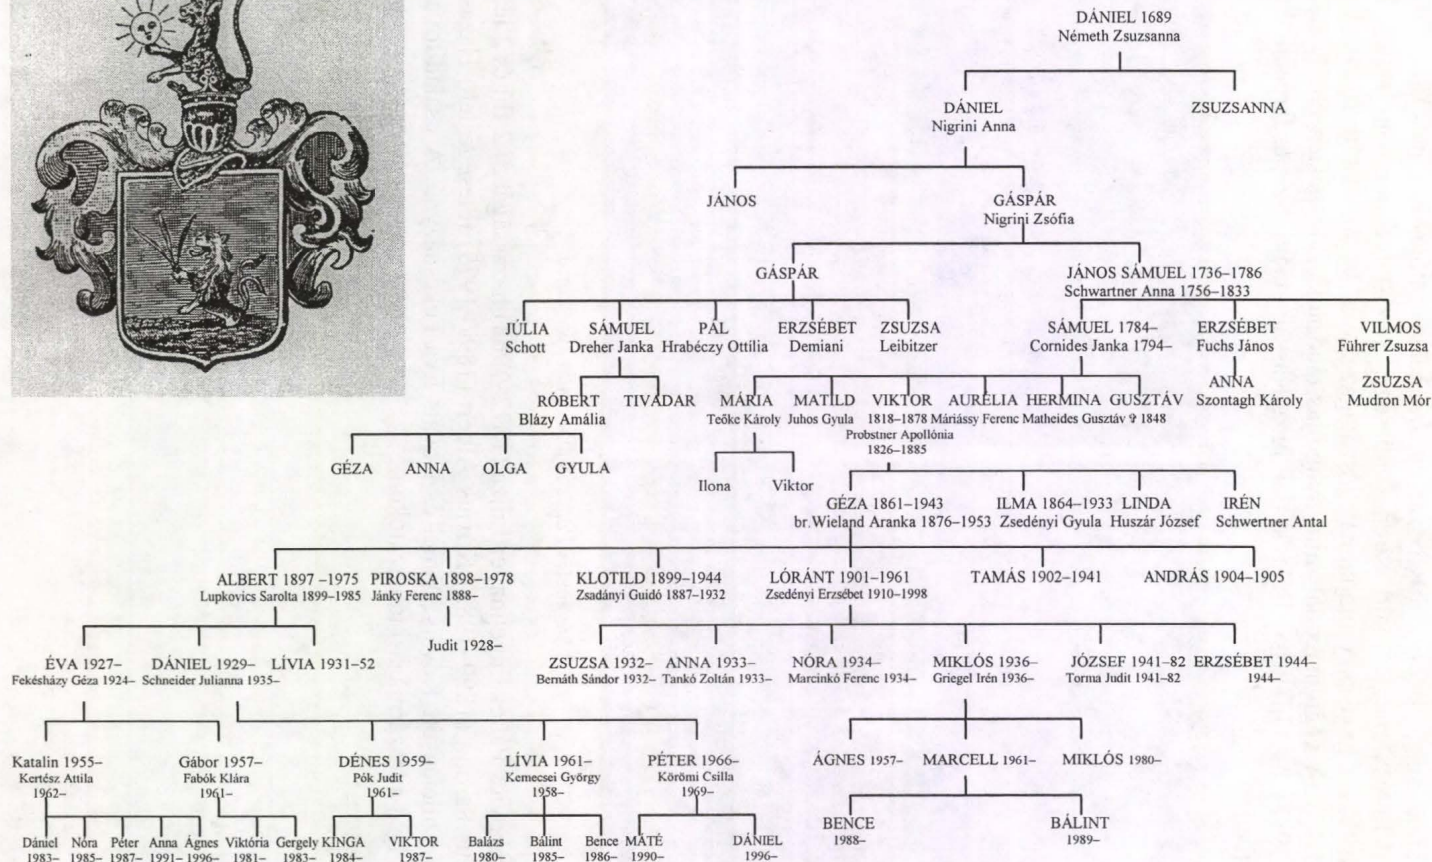 DÁNIEL 1689
Németh Zsuzsanna
DÁNIEL
Nigrini Anna
ZSUZSANNA
JÁNOS
GÁSPÁR
Nigrini Zsófia
GÁSPÁR
JÁNOS SÁMUEL 1736–1786
Schwartner Anna 1756–1833
JÚLIA
Schott
SÁMUEL
Dreher Janka
PÁL
Hrabéczy Ottilia
ERZSÉBET
Demiani
ZSUZSA
Leibitzer
SÁMUEL 1784–
Cornides Janka 1794–
ERZSÉBET
Fuchs János
VILMOS
Führer Zsuzsa
RÓBERT
Blázy Amália
TIVADAR
MÁRIA
Teőke Károly
MATILD
Juhos Gyula
VIKTOR
1818–1878
Probstner Apollónia
1826–1885
AURÉLIA
Máriássy Ferenc
HERMINA
Matheides Gusztáv
GUSZTÁV
✞ 1848
ANNA
Szontagh Károly
ZSUZSA
Mudron Mór
GÉZA
ANNA
OLGA
GYULA
Ilona
Viktor
GÉZA 1861–1943
br.Wieland Aranka 1876–1953
ILMA 1864–1933
Zsedényi Gyula
LINDA
Huszár József
IRÉN
Schwertner Antal
ALBERT 1897 –1975
Lupkovics Sarolta 1899–1985
PIROSKA 1898–1978
Jánky Ferenc 1888–
KLOTILD 1899–1944
Zsadányi Guidó 1887–1932
LÓRÁNT 1901–1961
Zsedényi Erzsébet 1910–1998
TAMÁS 1902–1941
ANDRÁS 1904–1905
Judit 1928–
ÉVA 1927–
Fekésházy Géza 1924–
DÁNIEL 1929–
Schneider Julianna 1935–
LÍVIA 1931–52
ZSUZSA 1932–
Bernáth Sándor 1932–
ANNA 1933–
Tankó Zoltán 1933–
NÓRA 1934–
Marcinkó Ferenc 1934–
MIKLÓS 1936–
Griegel Irén 1936–
JÓZSEF 1941–82
Torma Judit 1941–82
ERZSÉBET 1944–
1944–
Katalin 1955–
Kertész Attila
1962–
Gábor 1957–
Fabók Klára
1961–
DÉNES 1959–
Pók Judit
1961–
LÍVIA 1961–
Kemecsei György
1958–
PÉTER 1966–
Körömi Csilla
1969–
ÁGNES 1957–
MARCELL 1961–
MIKLÓS 1980–
Dániel
1983–
Nóra
1985–
Péter
1987–
Anna
1991–
Ágnes
1996–
Viktória
1981–
Gergely
1983–
KINGA
1984–
VIKTOR
1987–
Balázs
1980–
Bálint
1985–
Bence
1986–
MÁTÉ
1990–
DÁNIEL
1996–
BENCE
1988–
BÁLINT
1989–